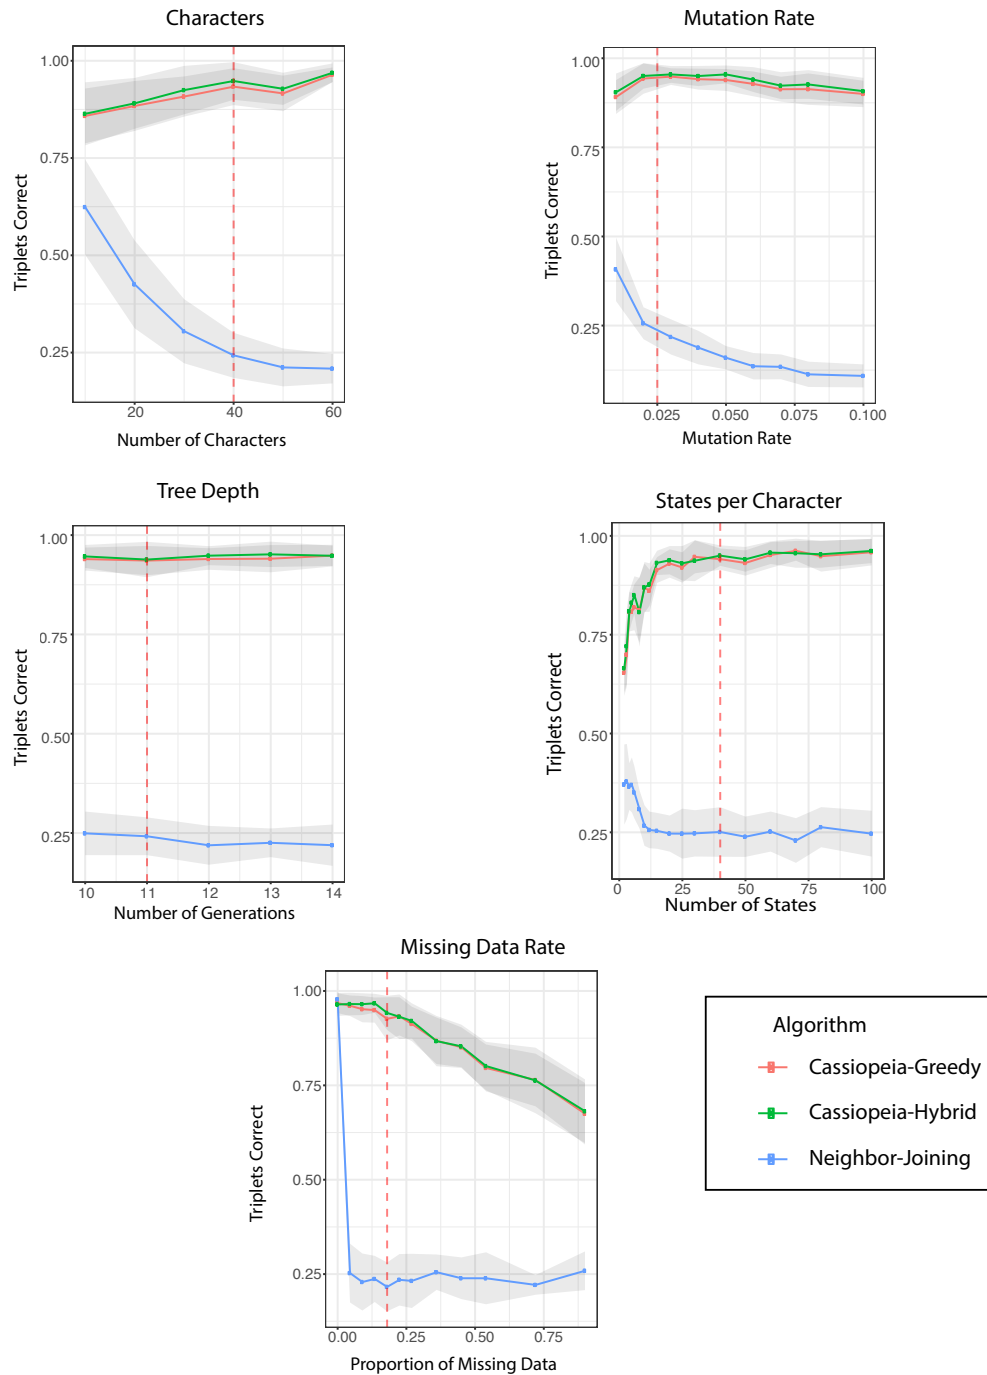 Characters
Mutation Rate
1.00
0.75
0.50
0.25
Triplets Correct
20
40
60
Number of Characters
1.00
0.75
0.50
0.25
Triplets Correct
0.025
0.050
0.075
0.100
Mutation Rate
Tree Depth
States per Character
1.00
0.75
0.50
0.25
Triplets Correct
10
11
12
13
14
Number of Generations
1.00
0.75
0.50
0.25
Triplets Correct
0
25
50
75
100
Number of States
Missing Data Rate
1.00
0.75
0.50
0.25
Triplets Correct
0.00
0.25
0.50
0.75
Proportion of Missing Data
Algorithm
Cassiopeia-Greedy
Cassiopeia-Hybrid
Neighbor-Joining